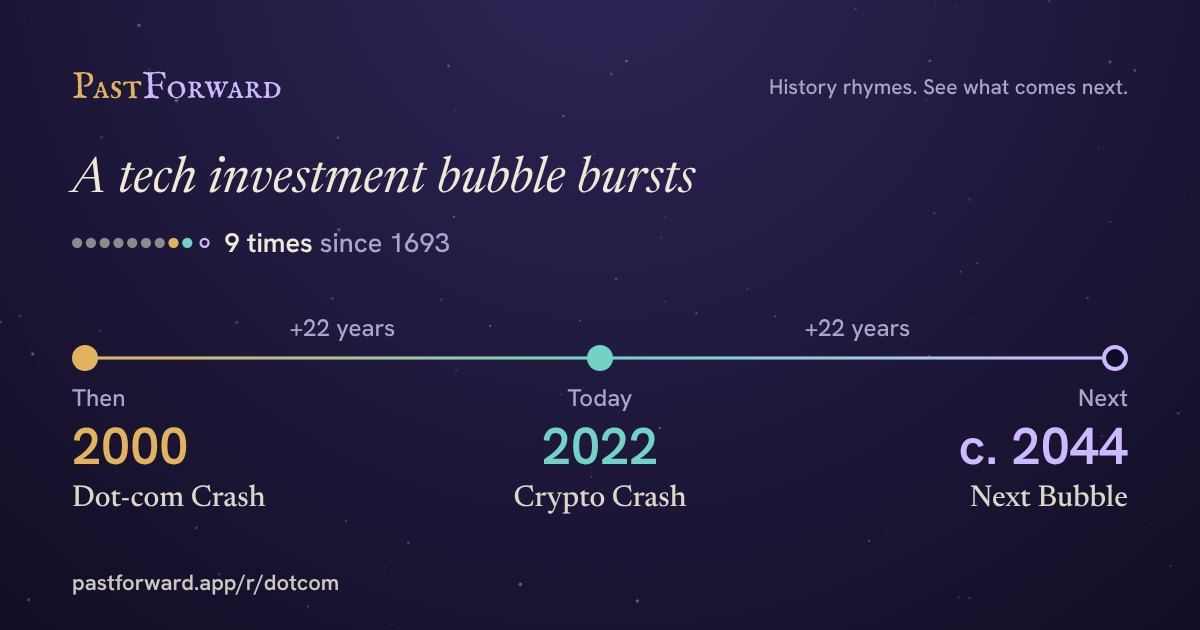 PastForward
History rhymes. See what comes next.
A tech investment bubble bursts
9 times since 1693
+22 years
+22 years
Then
Today
Next
2000
2022
c. 2044
Dot-com Crash
Crypto Crash
Next Bubble
pastforward.app/r/dotcom